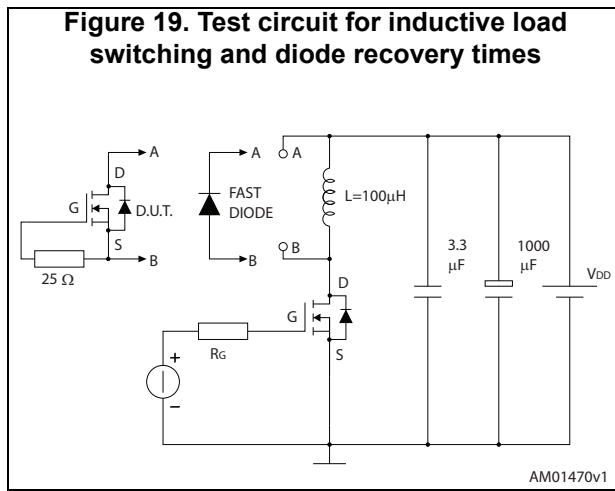 Figure 19. Test circuit for inductive load
switching and diode recovery times
A
D
G
D.U.T.
S
B
25 Ω
A
FAST
DIODE
B
A
L=100μH
B
D
G
S
RG
+
–
3.3
μF
1000
μF
VDD
AM01470v1